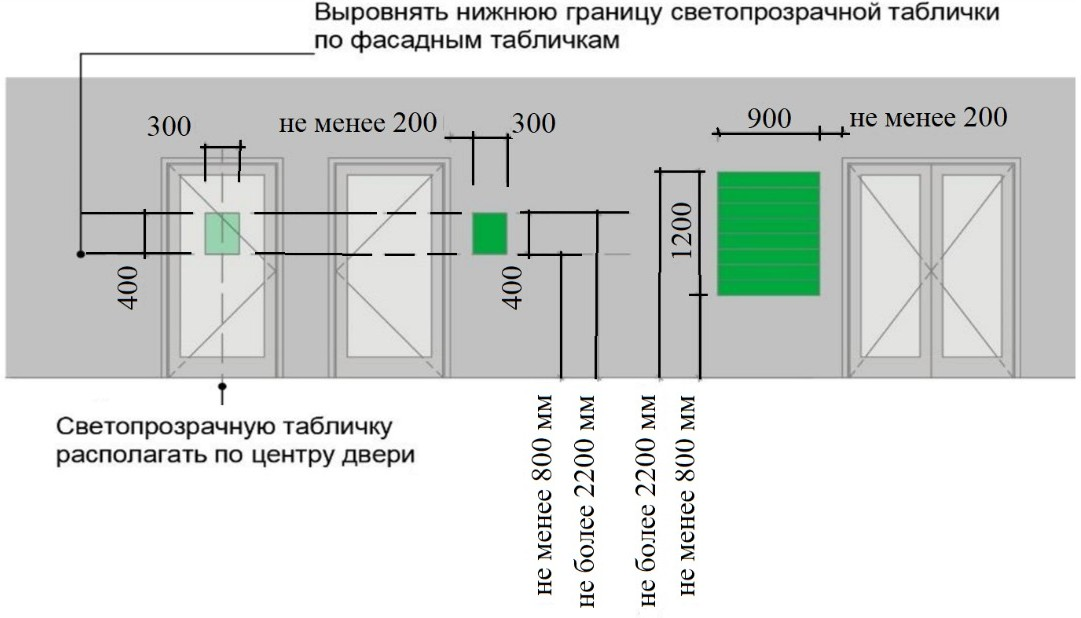 Выровнять нижнюю границу светопрозрачной таблички
по фасадным табличкам
300
не менее 200
300
900
не менее 200
400
400
1200
Светопрозрачную табличку
располагать по центру двери
не менее 800 мм
не более 2200 мм
не более 2200 мм
не менее 800 мм